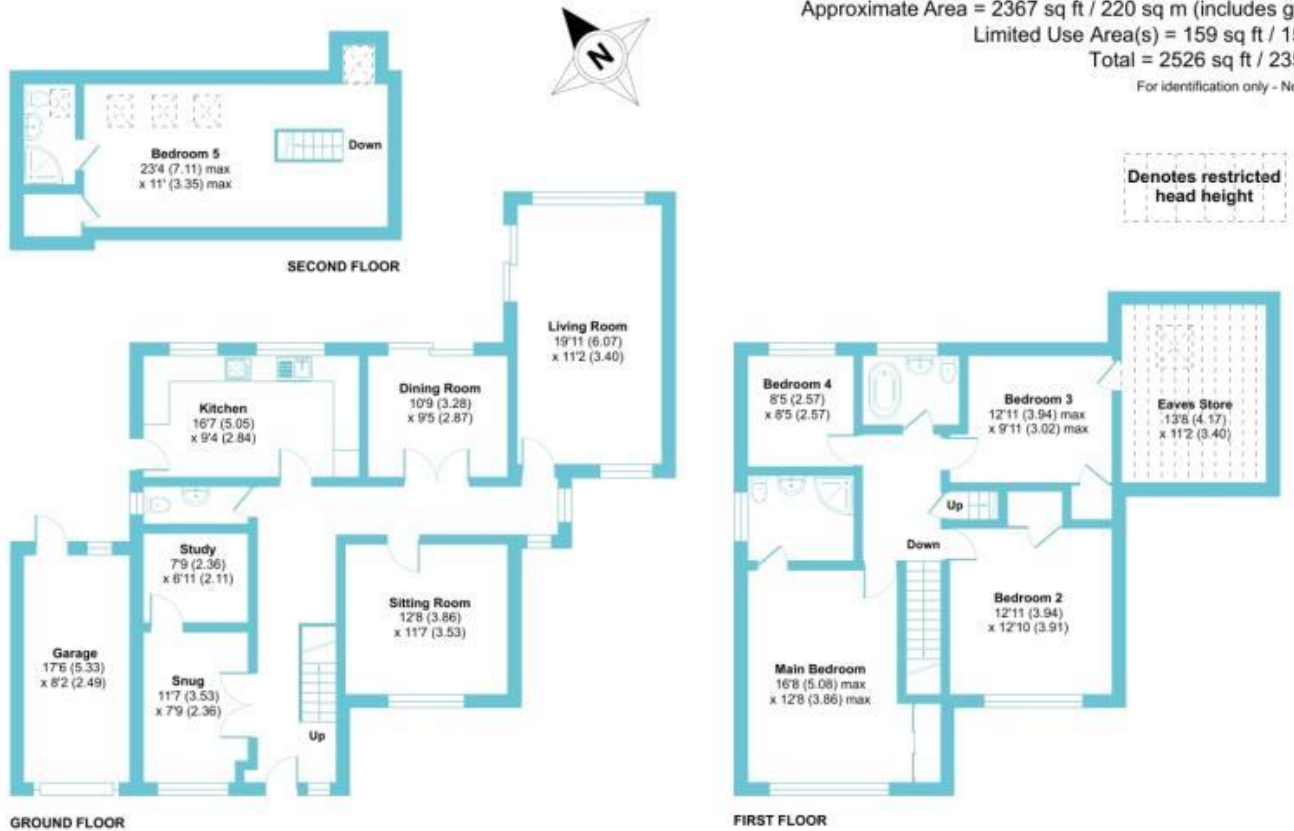 Approximate Area = 2367 sq ft / 220 sq m (includes g
Limited Use Area(s) = 159 sq ft / 15
Total = 2526 sq ft / 235
For identification only - No
N
Denotes restricted
head height
Bedroom 5
23'4 (7.11) max
x 11' (3.35) max
Down
SECOND FLOOR
Living Room
19'11 (6.07)
x 11'2 (3.40)
Kitchen
16'7 (5.05)
x 9'4 (2.84)
Dining Room
10'9 (3.28)
x 9'5 (2.87)
Study
7'9 (2.36)
x 6'11 (2.11)
Sitting Room
12'8 (3.86)
x 11'7 (3.53)
Garage
17'6 (5.33)
x 8'2 (2.49)
Snug
11'7 (3.53)
x 7'9 (2.36)
Up
GROUND FLOOR
Bedroom 4
8'5 (2.57)
x 8'5 (2.57)
Bedroom 3
12'11 (3.94) max
x 9'11 (3.02) max
Eaves Store
13'8 (4.17)
x 11'2 (3.40)
Up
Down
Bedroom 2
12'11 (3.94)
x 12'10 (3.91)
Main Bedroom
16'8 (5.08) max
x 12'8 (3.86) max
FIRST FLOOR